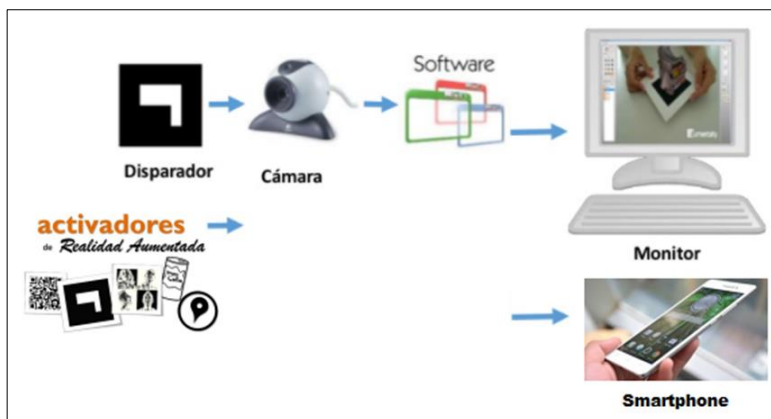 Software
Disparador
Cámara
Monitor
activadores
de Realidad Aumentada
Smartphone